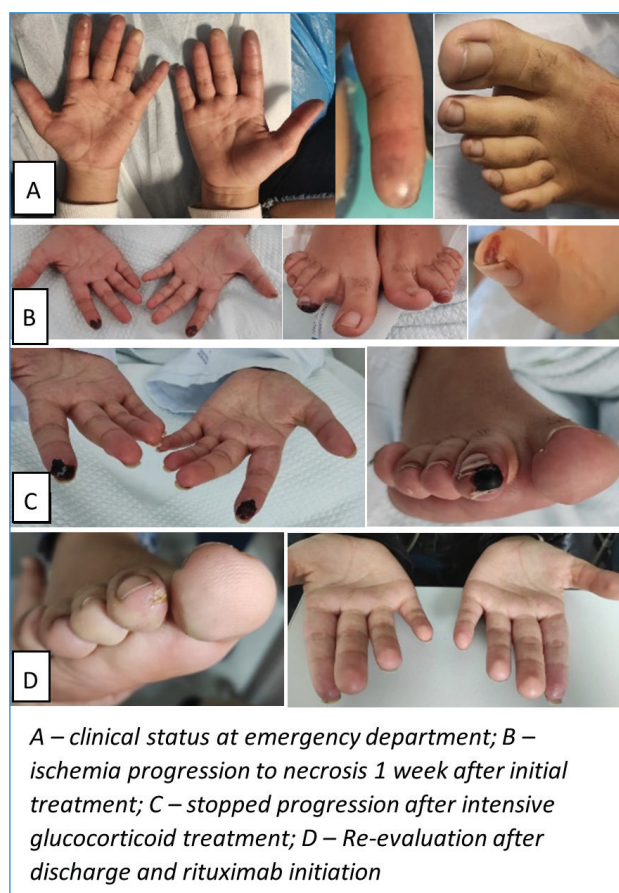 A
B
C
D
A – clinical status at emergency department; B –
ischemia progression to necrosis 1 week after initial
treatment; C – stopped progression after intensive
glucocorticoid treatment; D – Re-evaluation after
discharge and rituximab initiation